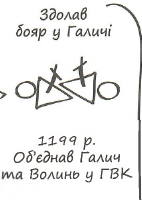 Здолав
бояр у Галичі
1199 р.
Об'єднав Галич
та Волинь у ГВК